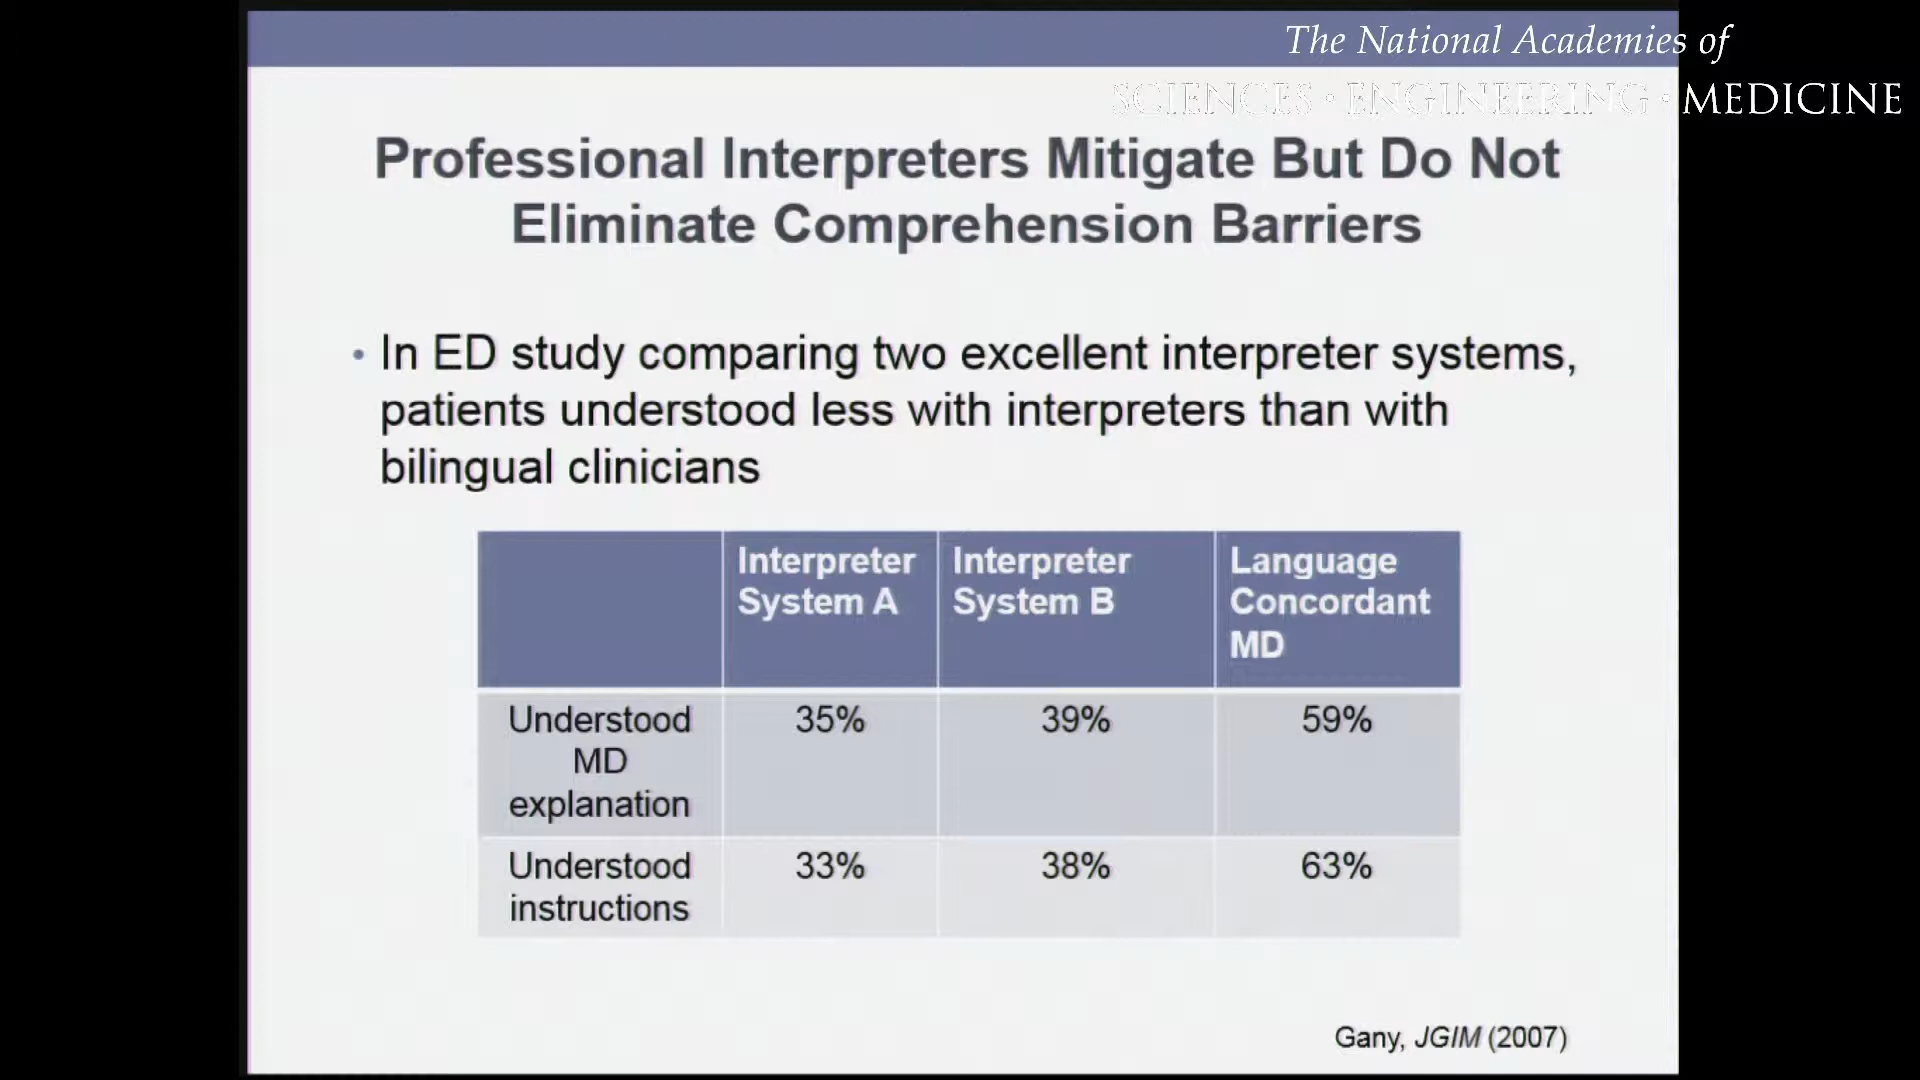 The National Academies of
SCIENCES · ENGINEERING · MEDICINE
Professional Interpreters Mitigate But Do Not
Eliminate Comprehension Barriers
• In ED study comparing two excellent interpreter systems,
patients understood less with interpreters than with
bilingual clinicians
Interpreter System A
Interpreter System B
Language Concordant MD
Understood MD explanation
35%
39%
59%
Understood instructions
33%
38%
63%
Gany, JGIM (2007)